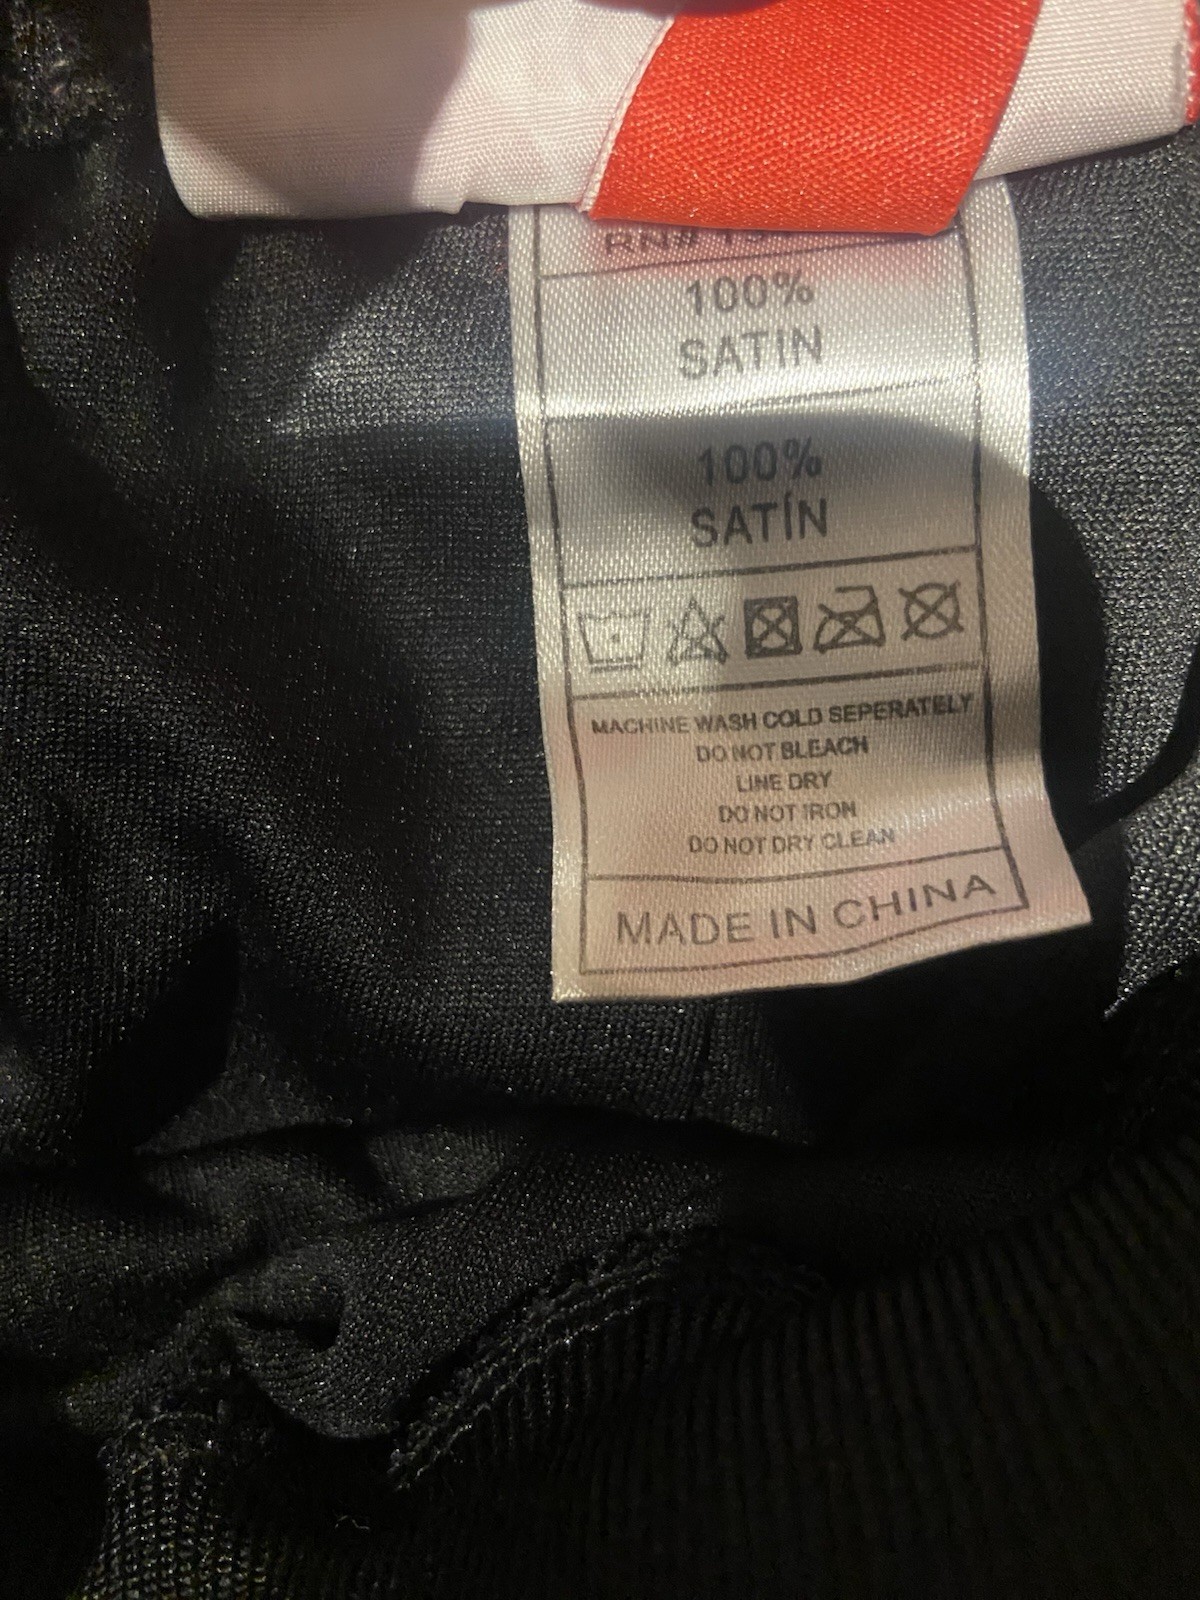 RN#
100%
SATIN
100%
SATÍN
MACHINE WASH COLD SEPERATELY
DO NOT BLEACH
LINE DRY
DO NOT IRON
DO NOT DRY CLEAN
MADE IN CHINA